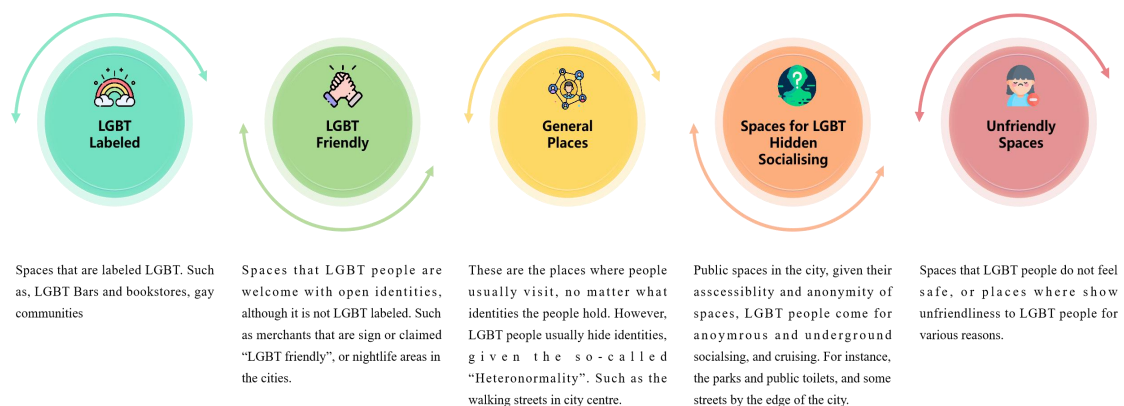 LGBT
Labeled
LGBT
Friendly
General
Places
Spaces for LGBT
Hidden
Socialising
Unfriendly
Spaces
Spaces that are labeled LGBT. Such
as, LGBT Bars and bookstores, gay
communities
Spaces that LGBT people are
welcome with open identities,
although it is not LGBT labeled. Such
as merchants that are sign or claimed
“LGBT friendly”, or nightlife areas in
the cities.
These are the places where people
usually visit, no matter what
identities the people hold. However,
LGBT people usually hide identities,
given the so-called
“Heteronormality”. Such as the
walking streets in city centre.
Public spaces in the city, given their
asscessiblity and anonymity of
spaces, LGBT people come for
anoymrous and underground
socialsing, and cruising. For instance,
the parks and public toilets, and some
streets by the edge of the city.
Spaces that LGBT people do not feel
safe, or places where show
unfriendliness to LGBT people for
various reasons.